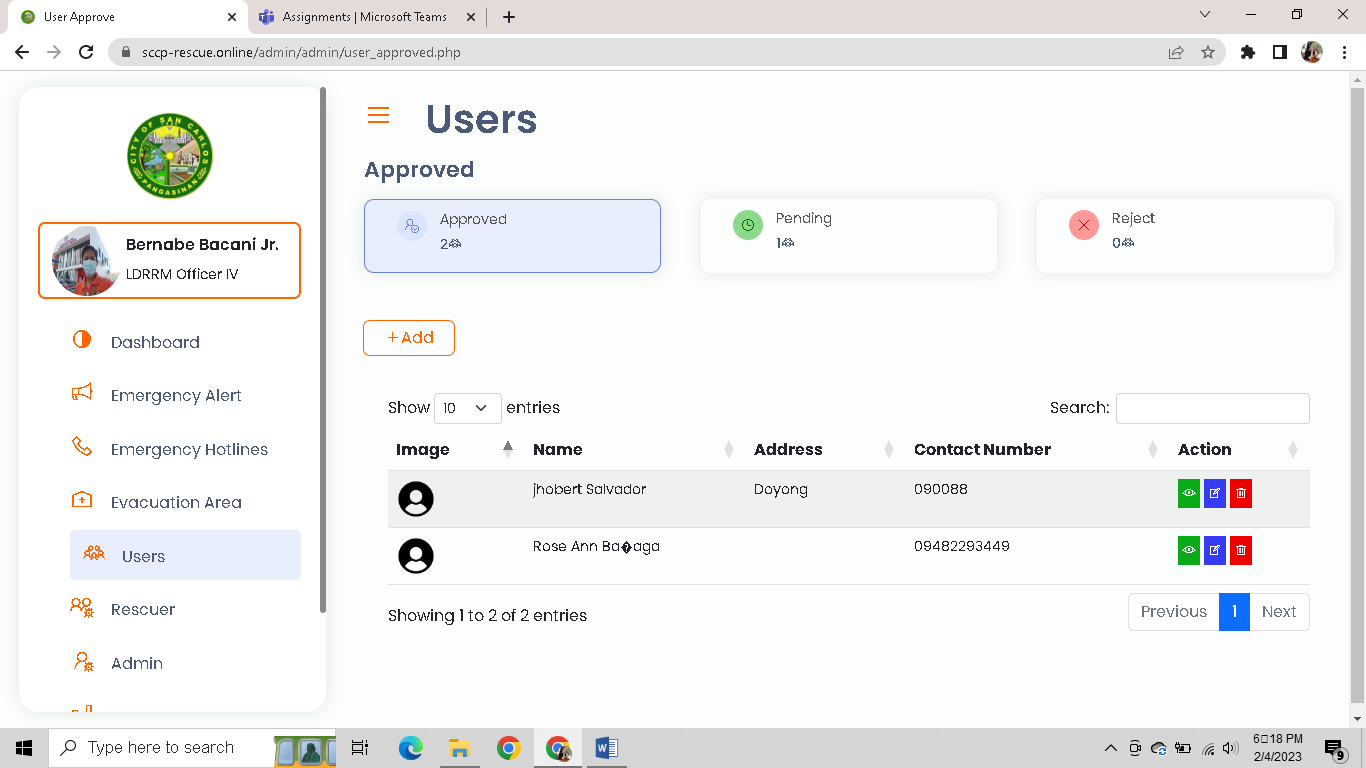 User Approve
Assignments | Microsoft Teams
sccp-rescue.online/admin/admin/user_approved.php
CITY OF SAN CARLOS
PANGASINAN
Bernabe Bacani Jr.
LDRRM Officer IV
Dashboard
Emergency Alert
Emergency Hotlines
Evacuation Area
Users
Rescuer
Admin
Users
Approved
Approved
2
Pending
1
Reject
0
+ Add
Show 10 entries
Search:
Image Name Address Contact Number Action
jhobert Salvador Doyong 090088
Rose Ann Ba�aga 09482293449
Showing 1 to 2 of 2 entries
Previous 1 Next
Type here to search
6□18 PM
2/4/2023
9